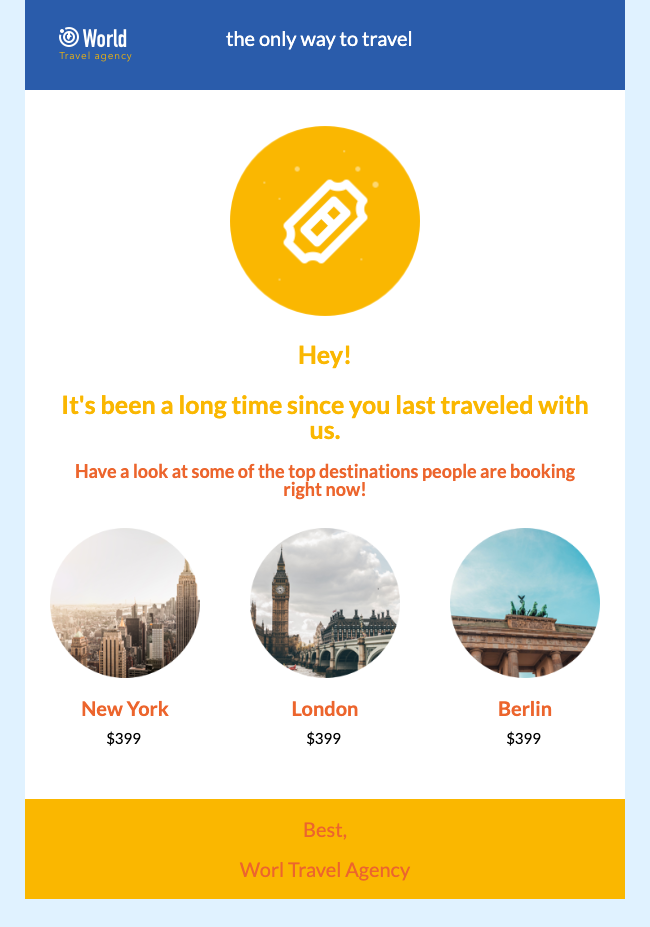 World
Travel agency
the only way to travel
Hey!
It's been a long time since you last traveled with
us.
Have a look at some of the top destinations people are booking
right now!
New York
London
Berlin
$399
$399
$399
Best,
Worl Travel Agency